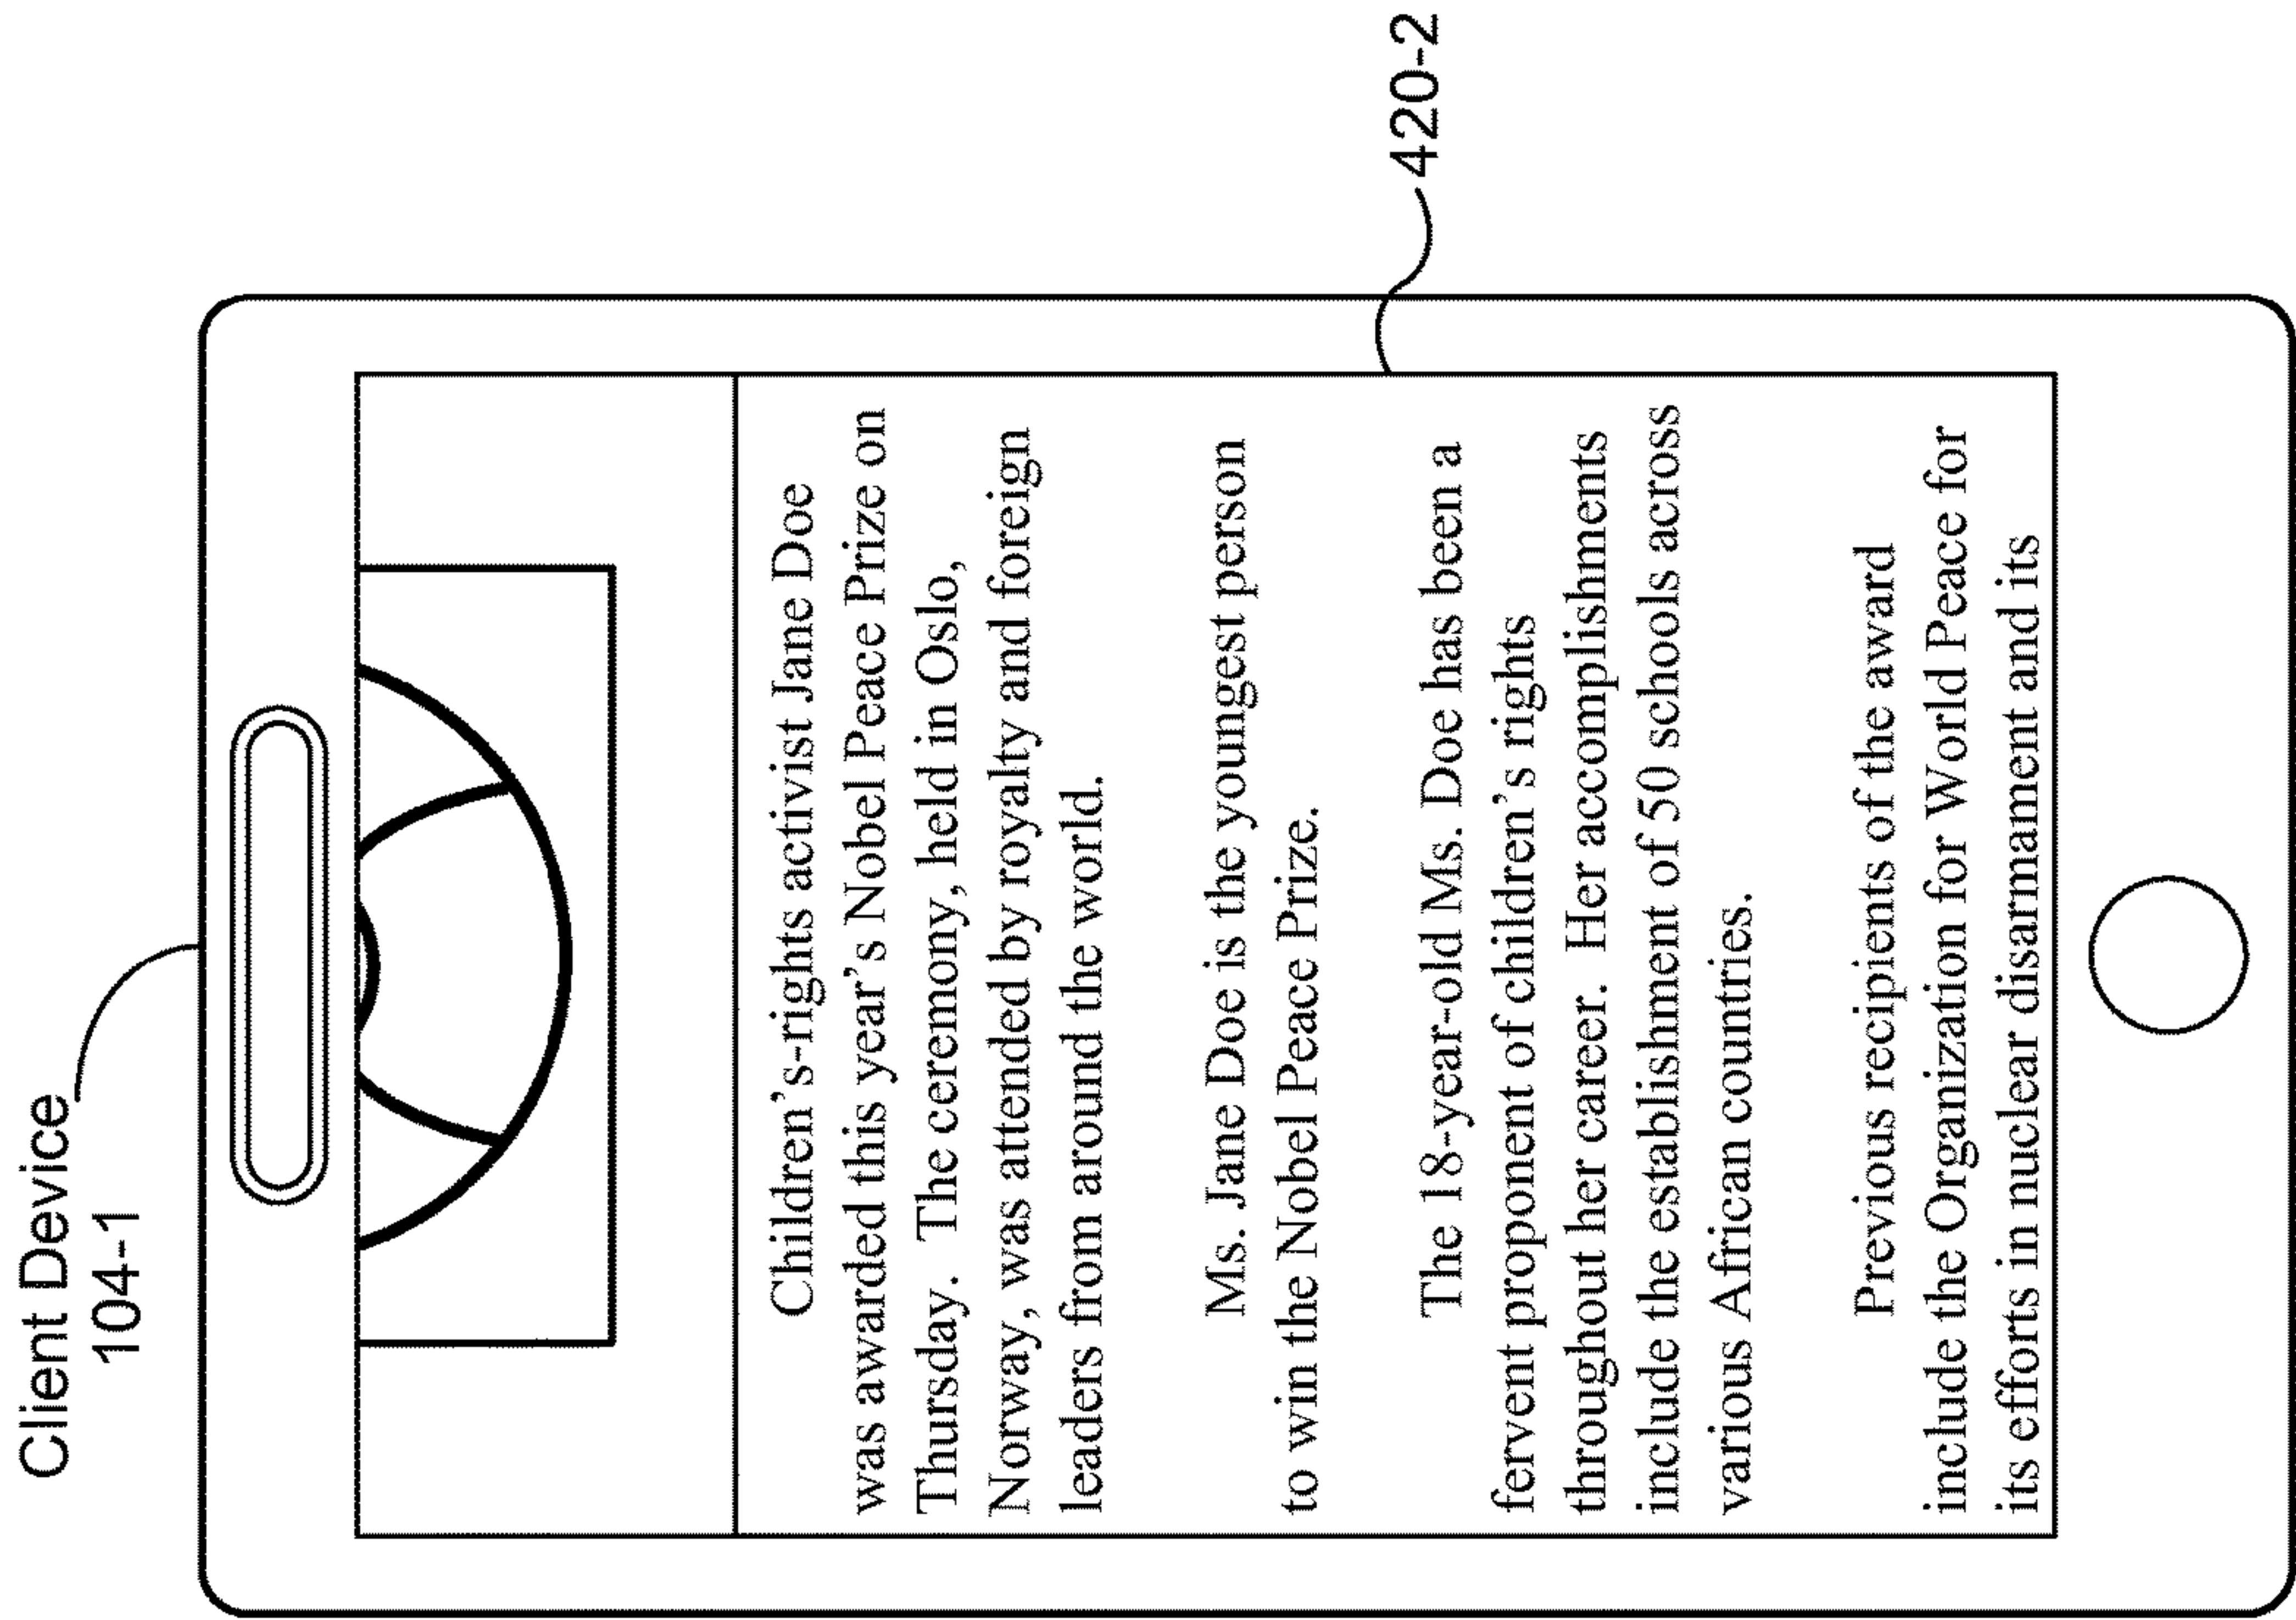 Client Device
104-1
Children's-rights activist Jane Doe
was awarded this year's Nobel Peace Prize on
Thursday.  The ceremony, held in Oslo,
Norway, was attended by royalty and foreign
leaders from around the world.
Ms. Jane Doe is the youngest person
to win the Nobel Peace Prize.
The 18-year-old Ms. Doe has been a
fervent proponent of children's rights
throughout her career.  Her accomplishments
include the establishment of 50 schools across
various African countries.
Previous recipients of the award
include the Organization for World Peace for
its efforts in nuclear disarmament and its
420-2